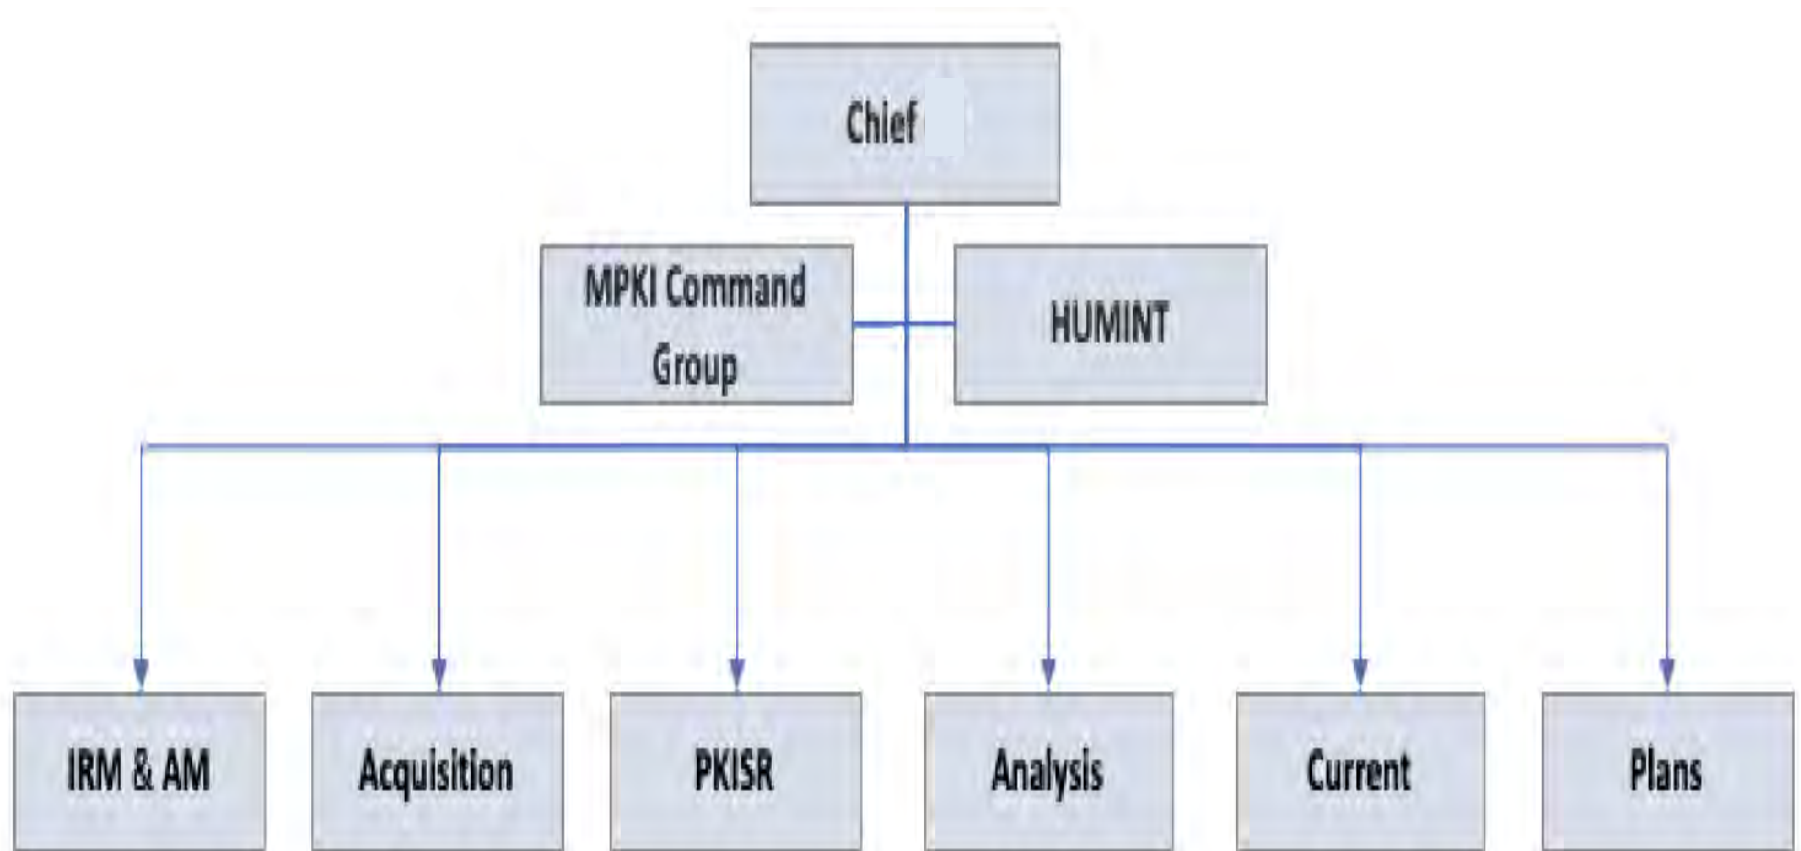 Chief
MPKI Command
Group
HUMINT
IRM & AM
Acquisition
PKISR
Analysis
Current
Plans